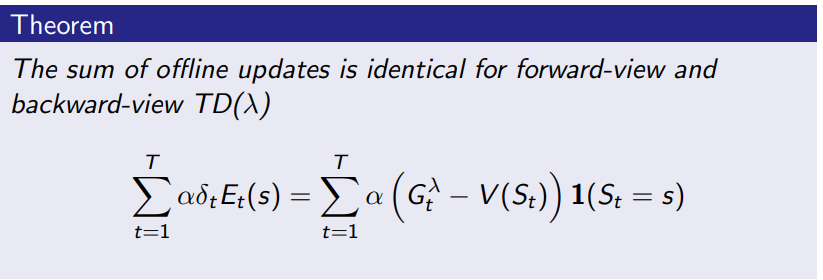 Theorem
The sum of offline updates is identical for forward-view and
backward-view TD(λ)
$$\sum_{t=1}^{T} \alpha\delta_t E_t(s) = \sum_{t=1}^{T} \alpha \left( G_t^\lambda - V(S_t) \right) \mathbf{1}(S_t = s)$$